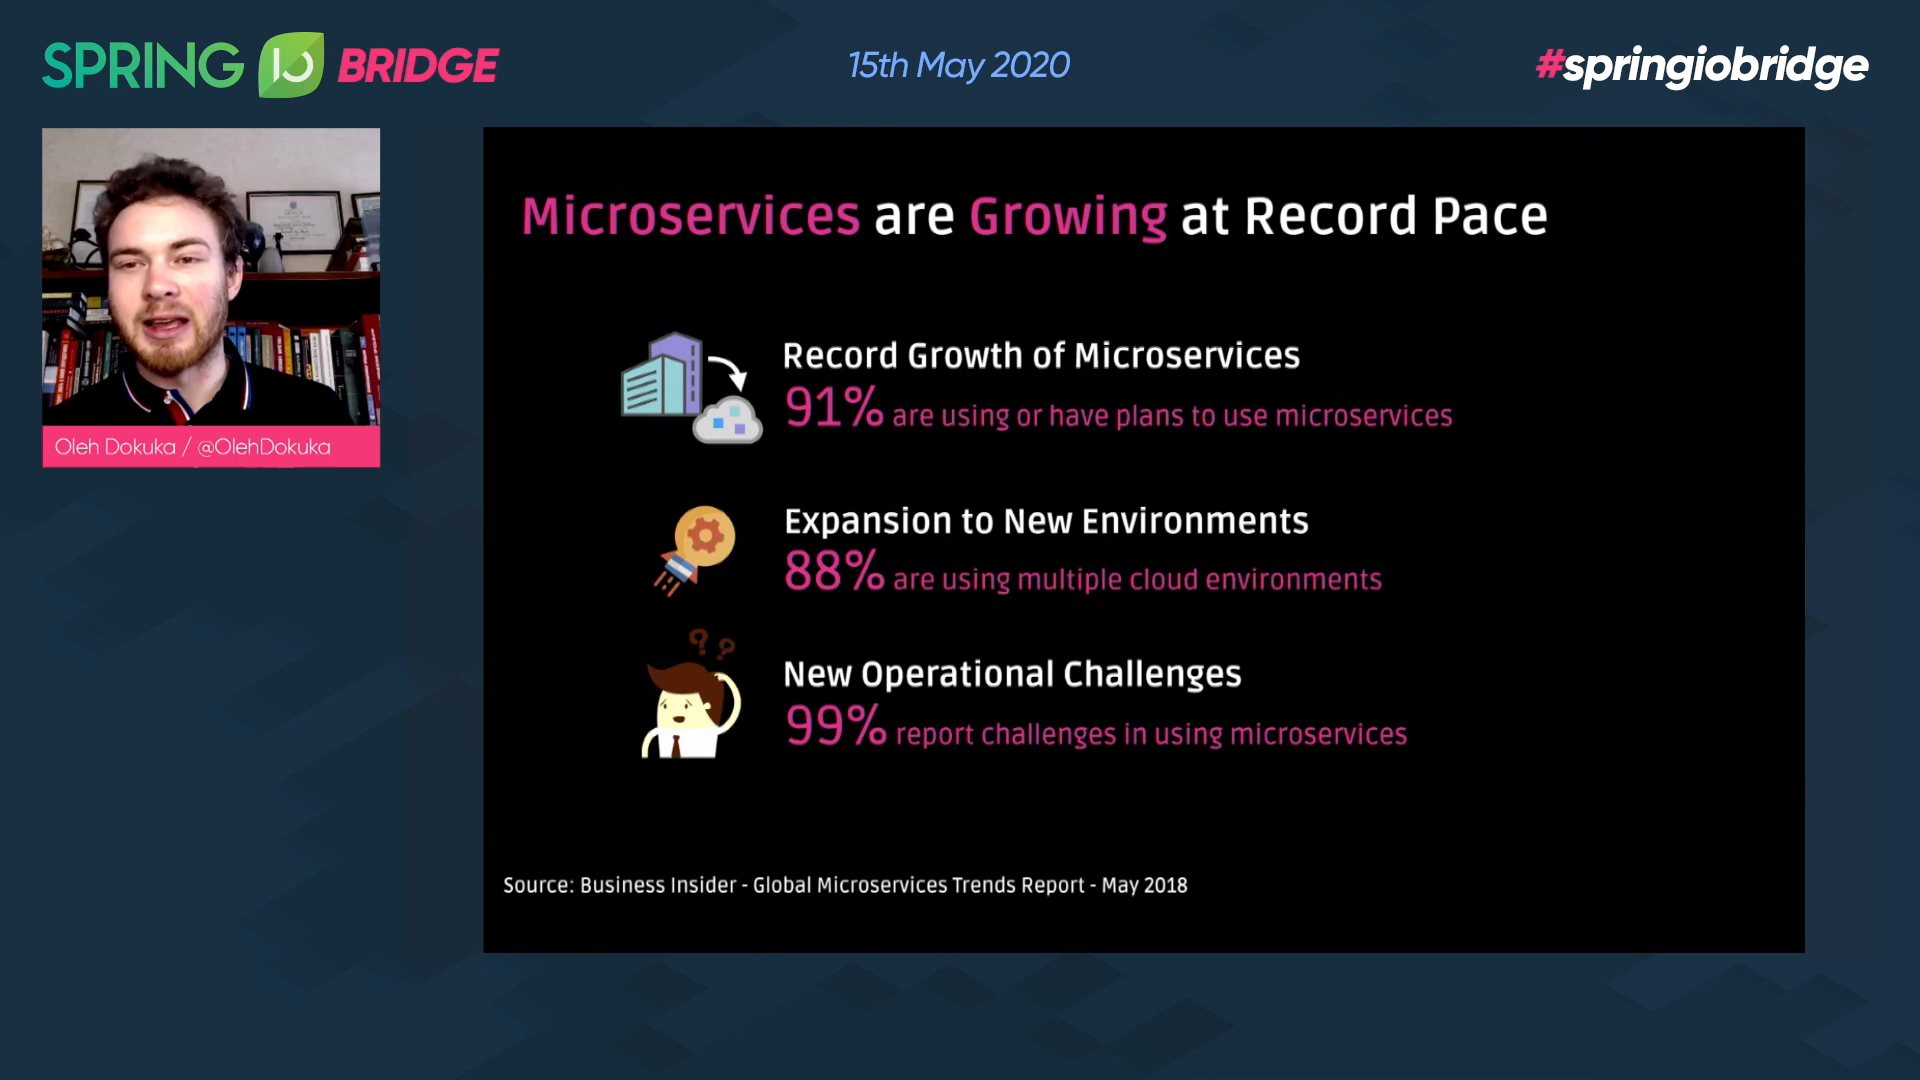 SPRING IO BRIDGE
15th May 2020
#springiobridge
Oleh Dokuka / @OlehDokuka
Microservices are Growing at Record Pace
Record Growth of Microservices
91% are using or have plans to use microservices
Expansion to New Environments
88% are using multiple cloud environments
? ?
New Operational Challenges
99% report challenges in using microservices
Source: Business Insider - Global Microservices Trends Report - May 2018